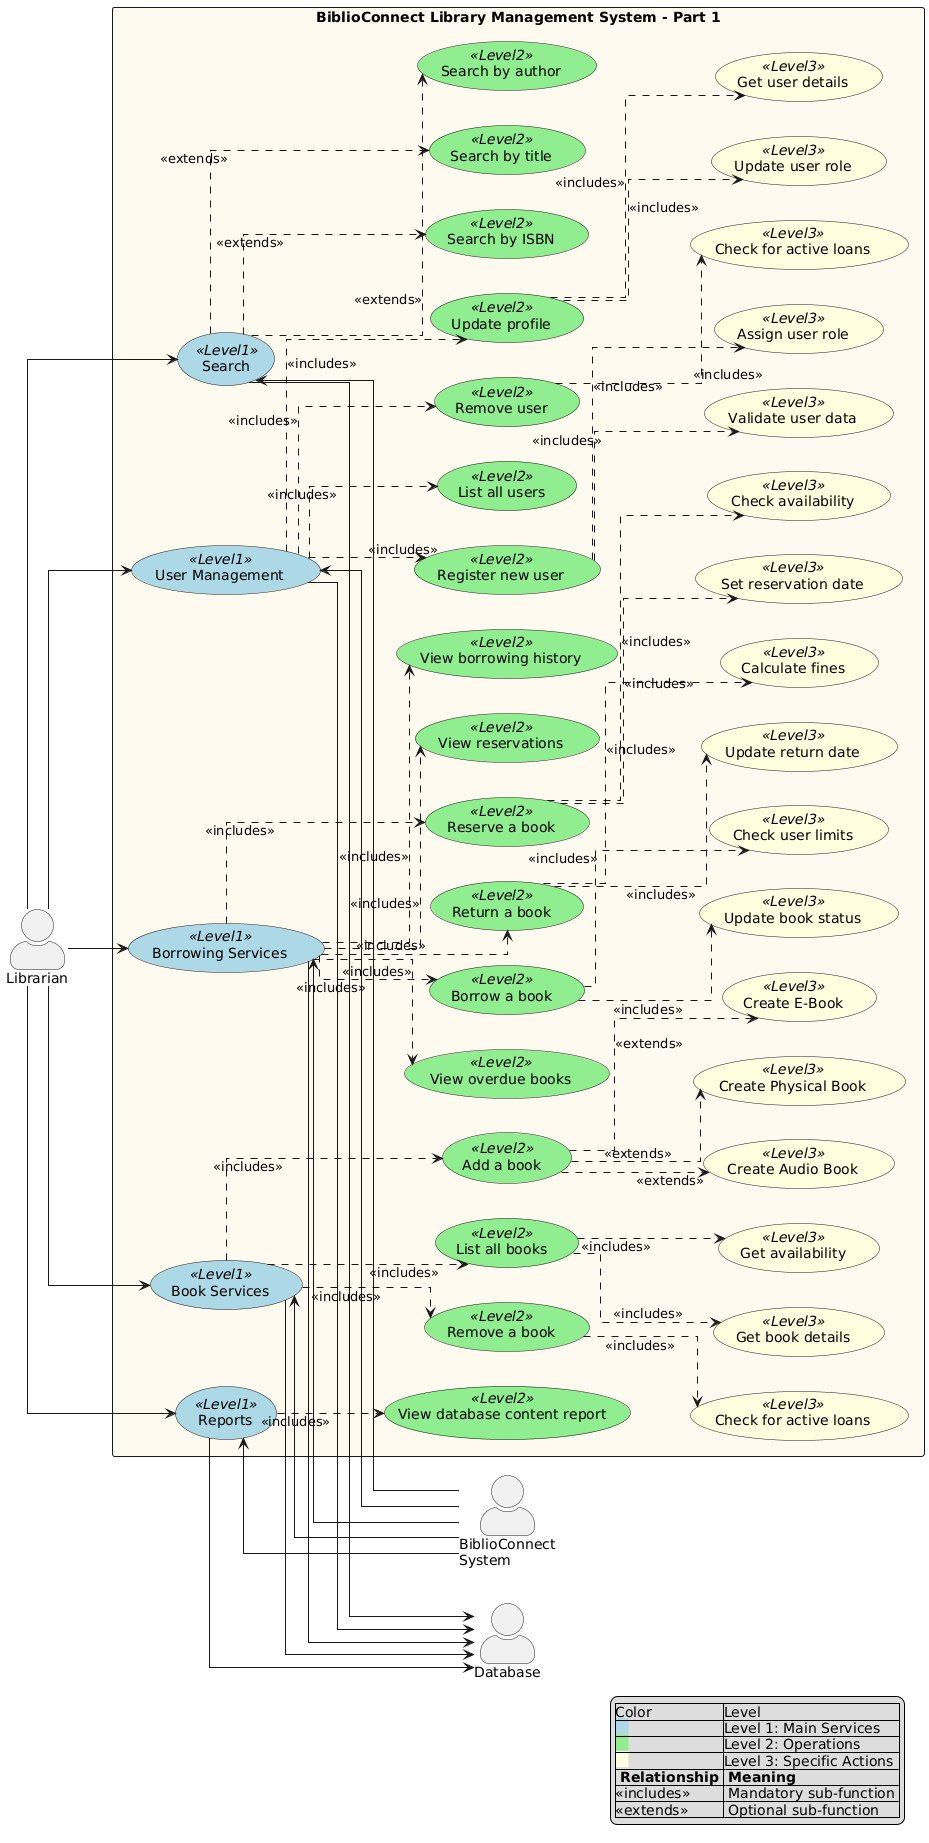 BiblioConnect Library Management System - Part 1
«Level2»
Search by author
«Level3»
Get user details
«Level2»
Search by title
«extends»
«Level3»
Update user role
«includes»
«includes»
«Level2»
Search by ISBN
«extends»
«Level3»
Check for active loans
«extends»
«Level2»
Update profile
«Level3»
Assign user role
«Level1»
Search
«includes»
«includes»
«includes»
«Level2»
Remove user
«Level3»
Validate user data
«includes»
«includes»
«Level2»
List all users
«Level3»
Check availability
«includes»
«Level1»
User Management
«includes»
«Level2»
Register new user
«Level3»
Set reservation date
«Level2»
View borrowing history
«includes»
«Level3»
Calculate fines
«includes»
«Level2»
View reservations
«includes»
«Level3»
Update return date
«Level2»
Reserve a book
«includes»
«Level3»
Check user limits
«includes»
«includes»
«Level2»
Return a book
«includes»
«includes»
«Level3»
Update book status
Librarian
«Level1»
Borrowing Services
«includes»
«includes»
«includes»
«Level2»
Borrow a book
«Level3»
Create E-Book
«includes»
«extends»
«Level2»
View overdue books
«Level3»
Create Physical Book
«Level2»
Add a book
«includes»
«extends»
«Level3»
Create Audio Book
«extends»
«Level2»
List all books
«includes»
«Level3»
Get availability
«Level1»
Book Services
«includes»
«includes»
«Level2»
Remove a book
«includes»
«includes»
«Level3»
Get book details
«Level1»
Reports
«includes»
«Level2»
View database content report
«Level3»
Check for active loans
BiblioConnect
System
Database
Color Level
Level 1: Main Services
Level 2: Operations
Level 3: Specific Actions
Relationship Meaning
«includes» Mandatory sub-function
«extends» Optional sub-function